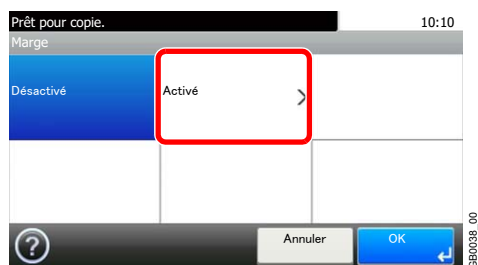 Prêt pour copie. 10:10
Marge
Désactivé Activé
Annuler OK
GB0038_00